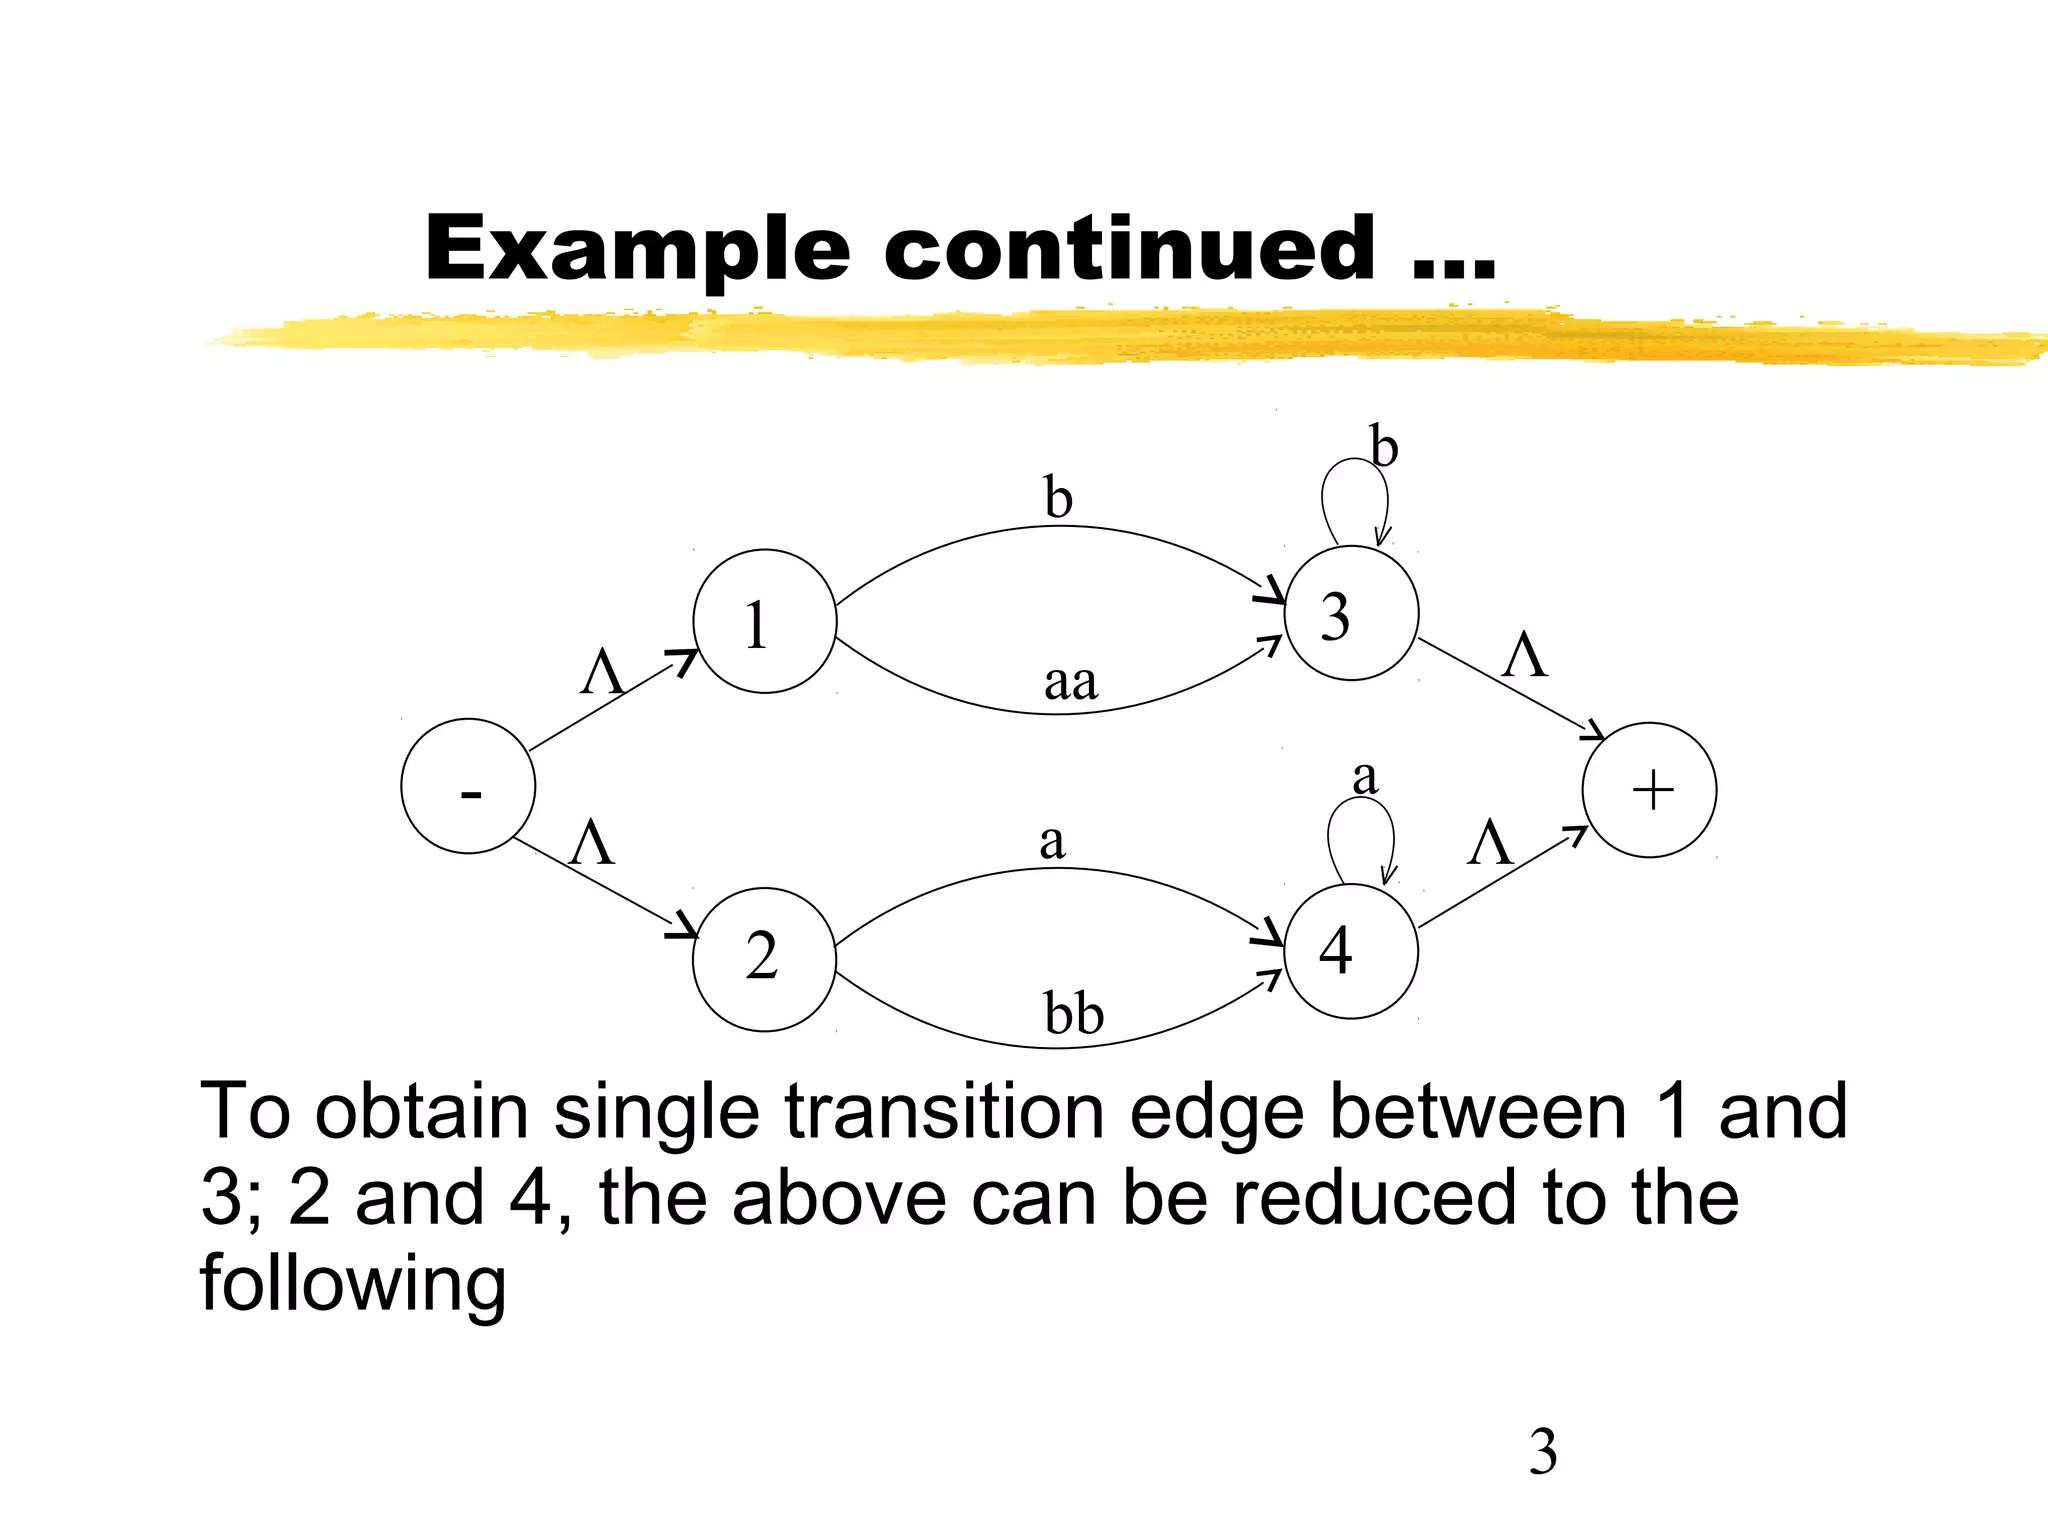 Example continued ...
b
b
1
3
Λ
Λ
aa
-
a
+
Λ
a
Λ
2
4
bb
To obtain single transition edge between 1 and
3; 2 and 4, the above can be reduced to the
following
3